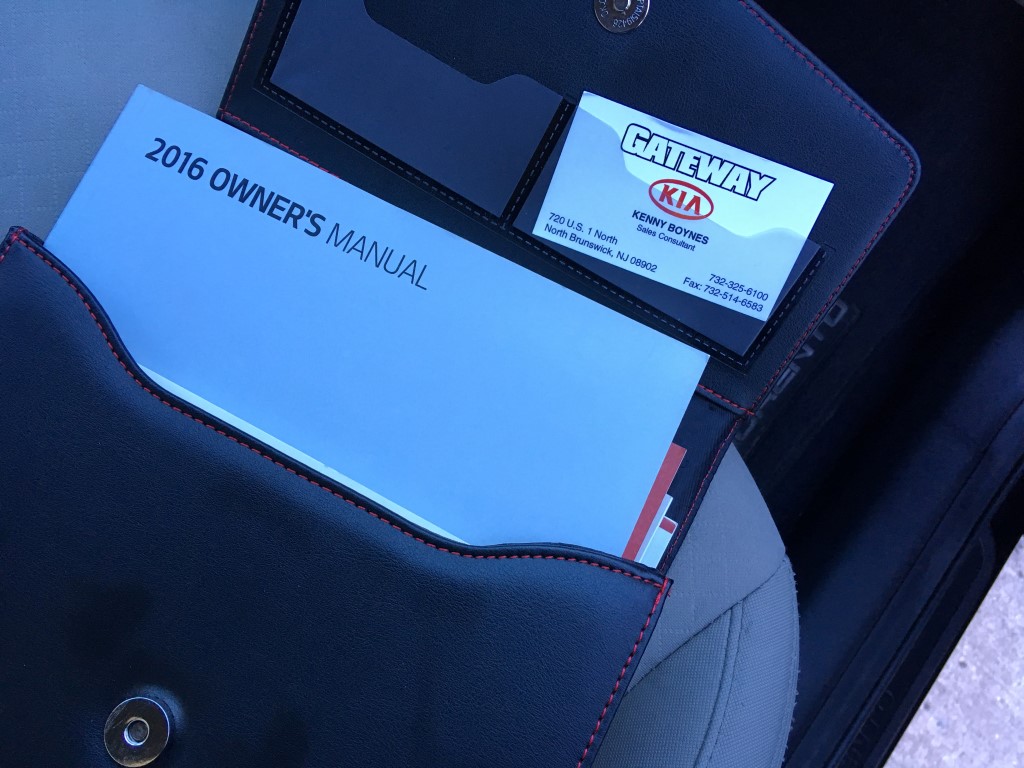 2016 OWNER'S MANUAL
GATEWAY
KIA
KENNY BOYNES
Sales Consultant
720 U.S. 1 North
North Brunswick, NJ 08902
732-325-6100
Fax: 732-514-6583